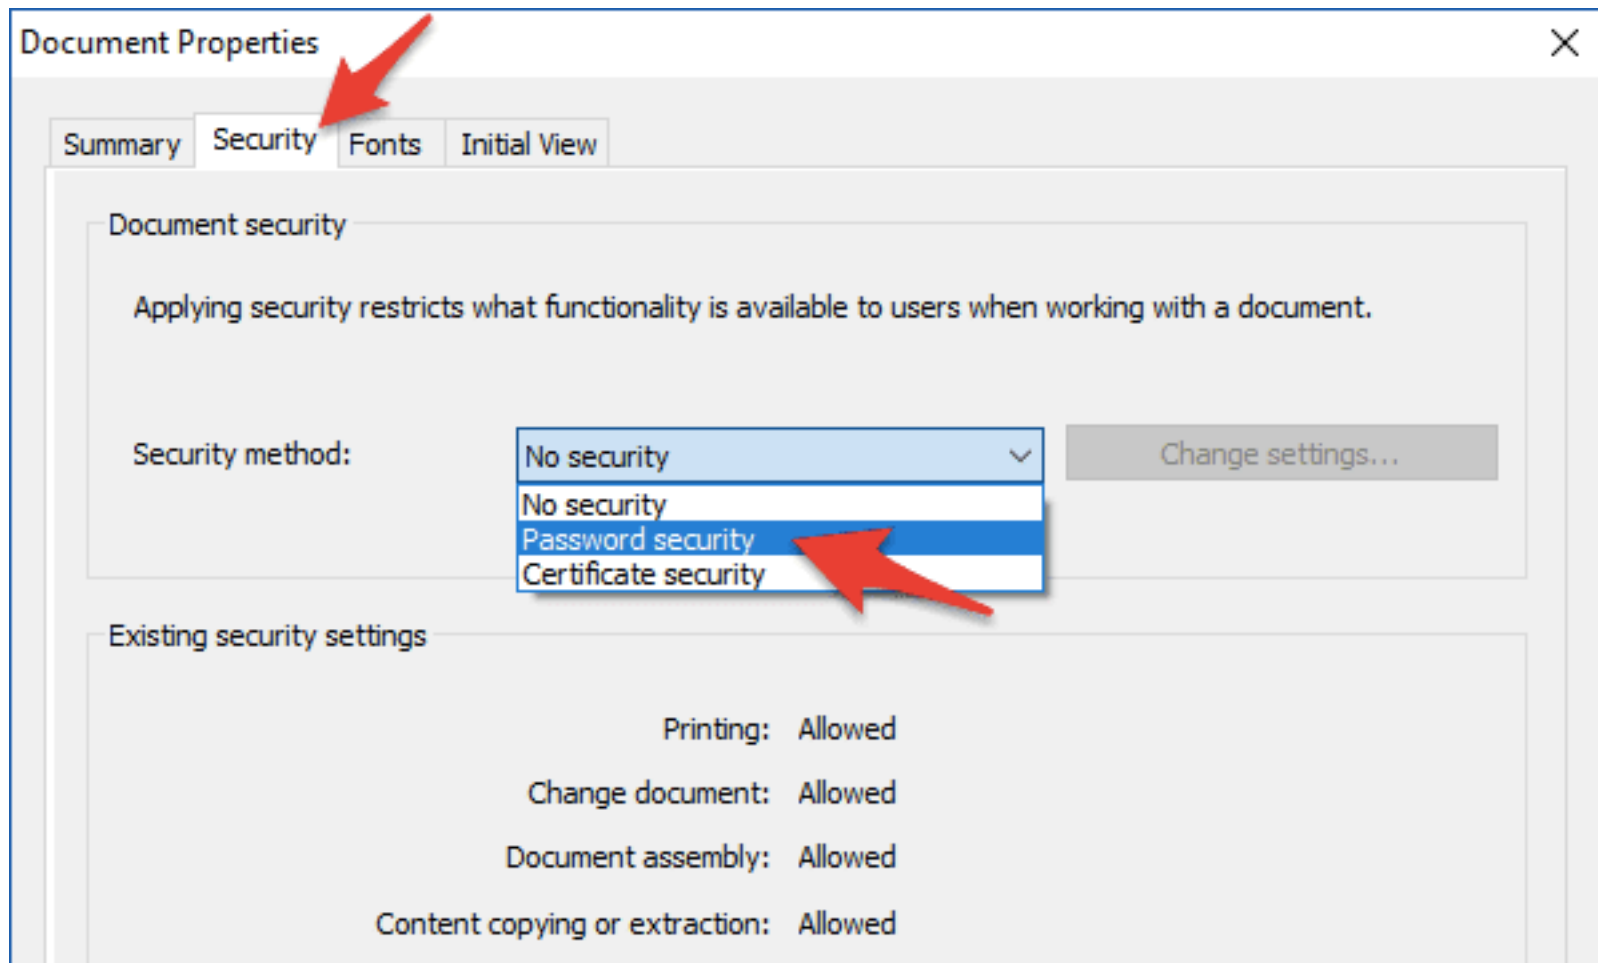 Document Properties
Summary Security Fonts Initial View
Document security
Applying security restricts what functionality is available to users when working with a document.
Security method: No security Change settings...
No security
Password security
Certificate security
Existing security settings
Printing: Allowed
Change document: Allowed
Document assembly: Allowed
Content copying or extraction: Allowed